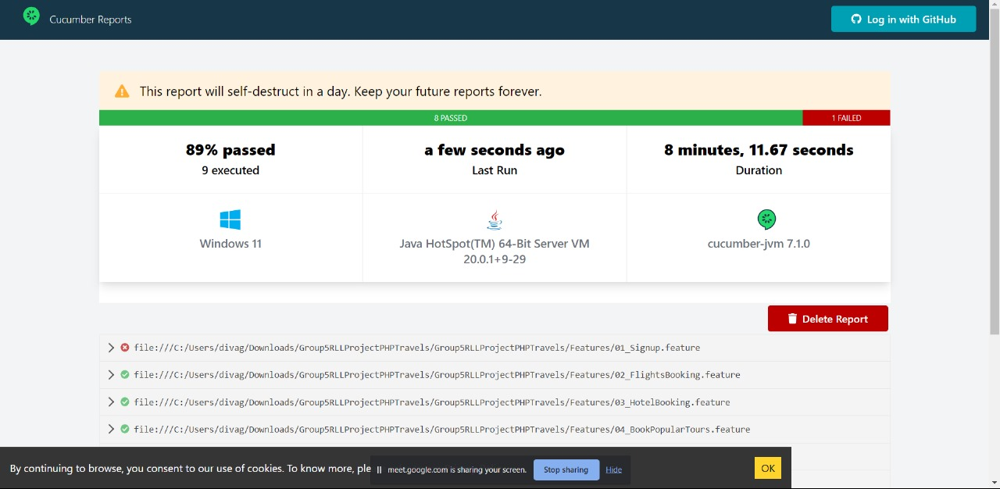 Cucumber Reports
Log in with GitHub
This report will self-destruct in a day. Keep your future reports forever.
8 PASSED
1 FAILED
89% passed
9 executed
a few seconds ago
Last Run
8 minutes, 11.67 seconds
Duration
Windows 11
Java HotSpot(TM) 64-Bit Server VM
20.0.1+9-29
cucumber-jvm 7.1.0
Delete Report
file:///C:/Users/divag/Downloads/Group5RLLProjectPHPTravels/Group5RLLProjectPHPTravels/Features/01_Signup.feature
file:///C:/Users/divag/Downloads/Group5RLLProjectPHPTravels/Group5RLLProjectPHPTravels/Features/02_FlightsBooking.feature
file:///C:/Users/divag/Downloads/Group5RLLProjectPHPTravels/Group5RLLProjectPHPTravels/Features/03_HotelBooking.feature
file:///C:/Users/divag/Downloads/Group5RLLProjectPHPTravels/Group5RLLProjectPHPTravels/Features/04_BookPopularTours.feature
By continuing to browse, you consent to our use of cookies. To know more, ple
meet.google.com is sharing your screen.
Stop sharing
Hide
OK